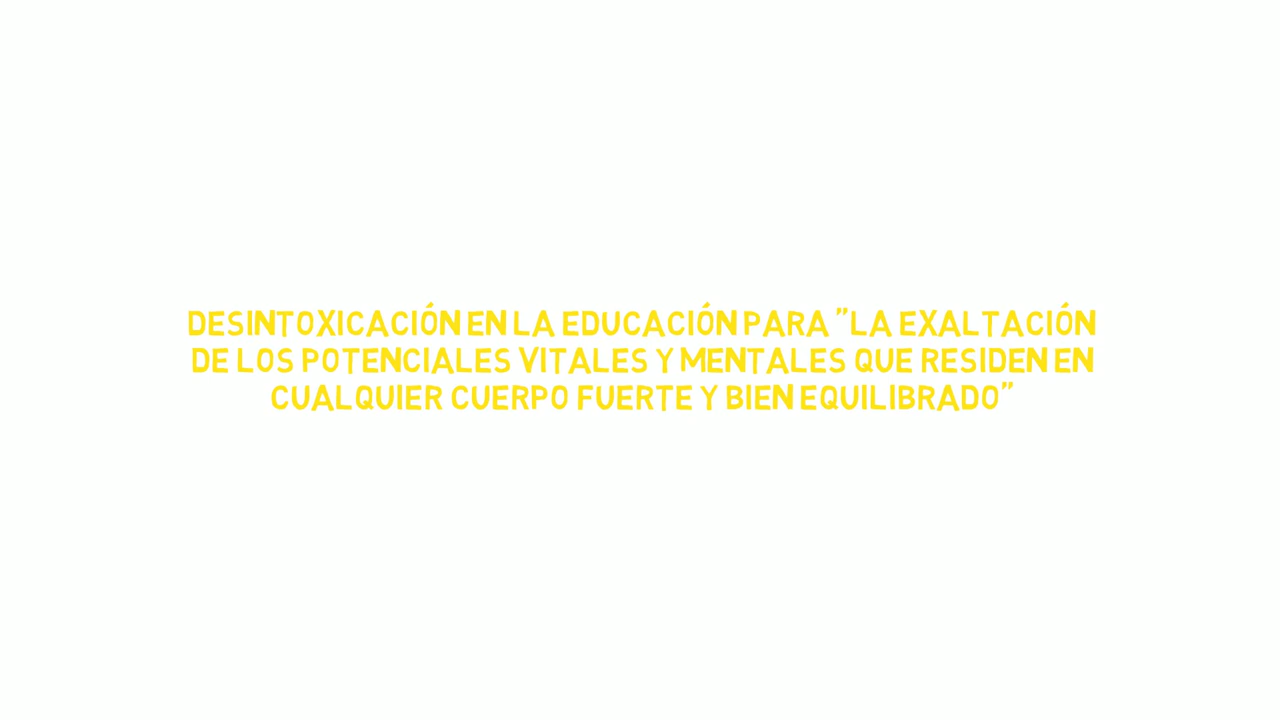 DESINTOXICACIÓN EN LA EDUCACIÓN PARA "LA EXALTACIÓN
DE LOS POTENCIALES VITALES Y MENTALES QUE RESIDEN EN
CUALQUIER CUERPO FUERTE Y BIEN EQUILIBRADO"